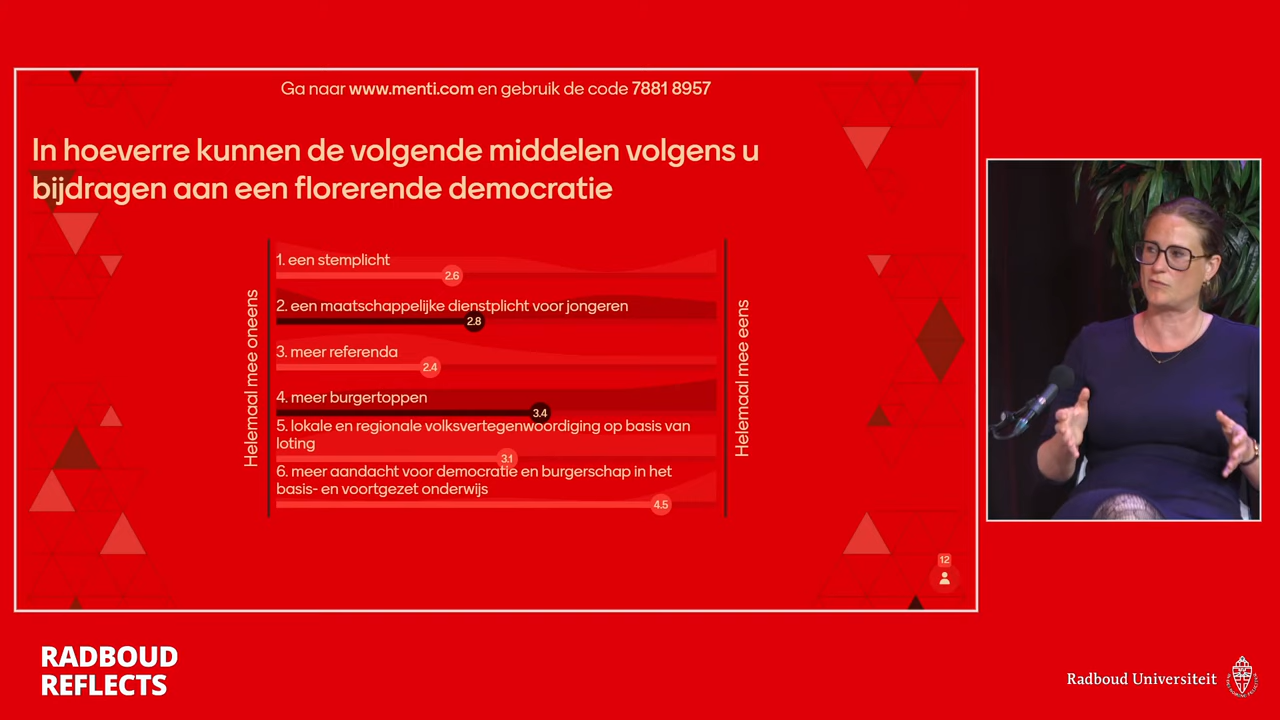 Ga naar www.menti.com en gebruik de code 7881 8957
In hoeverre kunnen de volgende middelen volgens u
bijdragen aan een florerende democratie
Helemaal mee oneens
1. een stemplicht
2.6
2. een maatschappelijke dienstplicht voor jongeren
2.8
3. meer referenda
2.4
4. meer burgertoppen
3.4
5. lokale en regionale volksvertegenwoordiging op basis van
loting
3.1
6. meer aandacht voor democratie en burgerschap in het
basis- en voortgezet onderwijs
4.5
Helemaal mee eens
12
RADBOUD
REFLECTS
Radboud Universiteit